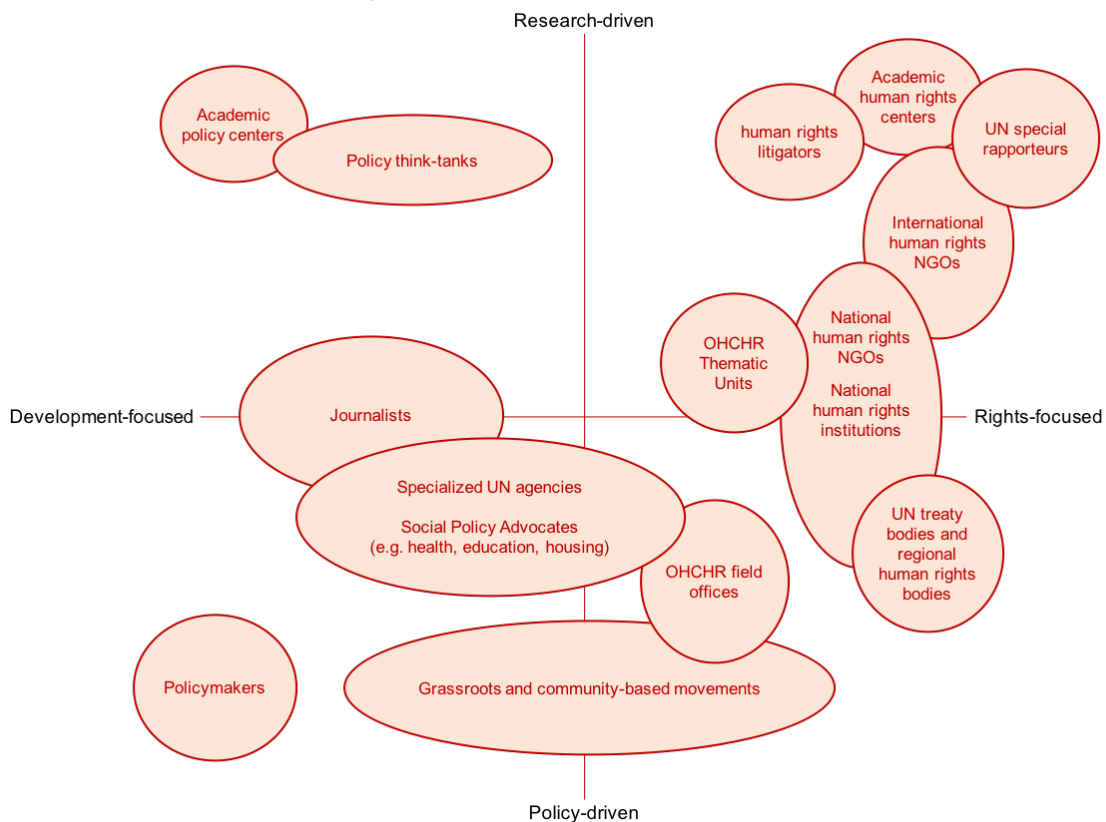 Research-driven
Academic
policy centers
Policy think-tanks
human rights
litigators
Academic
human rights
centers
UN special
rapporteurs
International
human rights
NGOs
OHCHR
Thematic
Units
National
human rights
NGOs
National
human rights
institutions
Development-focused
Journalists
Rights-focused
Specialized UN agencies
Social Policy Advocates
(e.g. health, education, housing)
OHCHR field
offices
UN treaty
bodies and
regional
human rights
bodies
Policymakers
Grassroots and community-based movements
Policy-driven